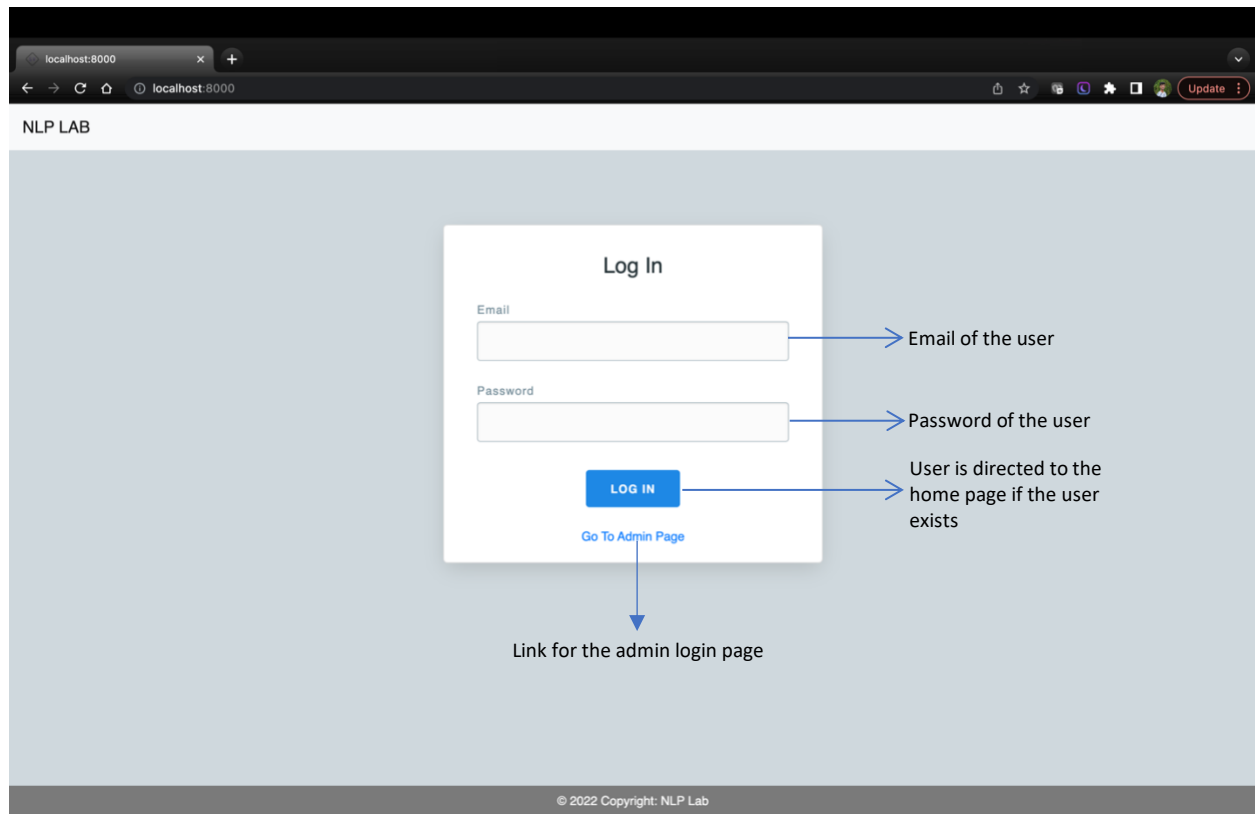 localhost:8000
localhost:8000
Update
NLP LAB
Log In
Email
Email of the user
Password
Password of the user
LOG IN
User is directed to the
home page if the user
exists
Go To Admin Page
Link for the admin login page
© 2022 Copyright: NLP Lab